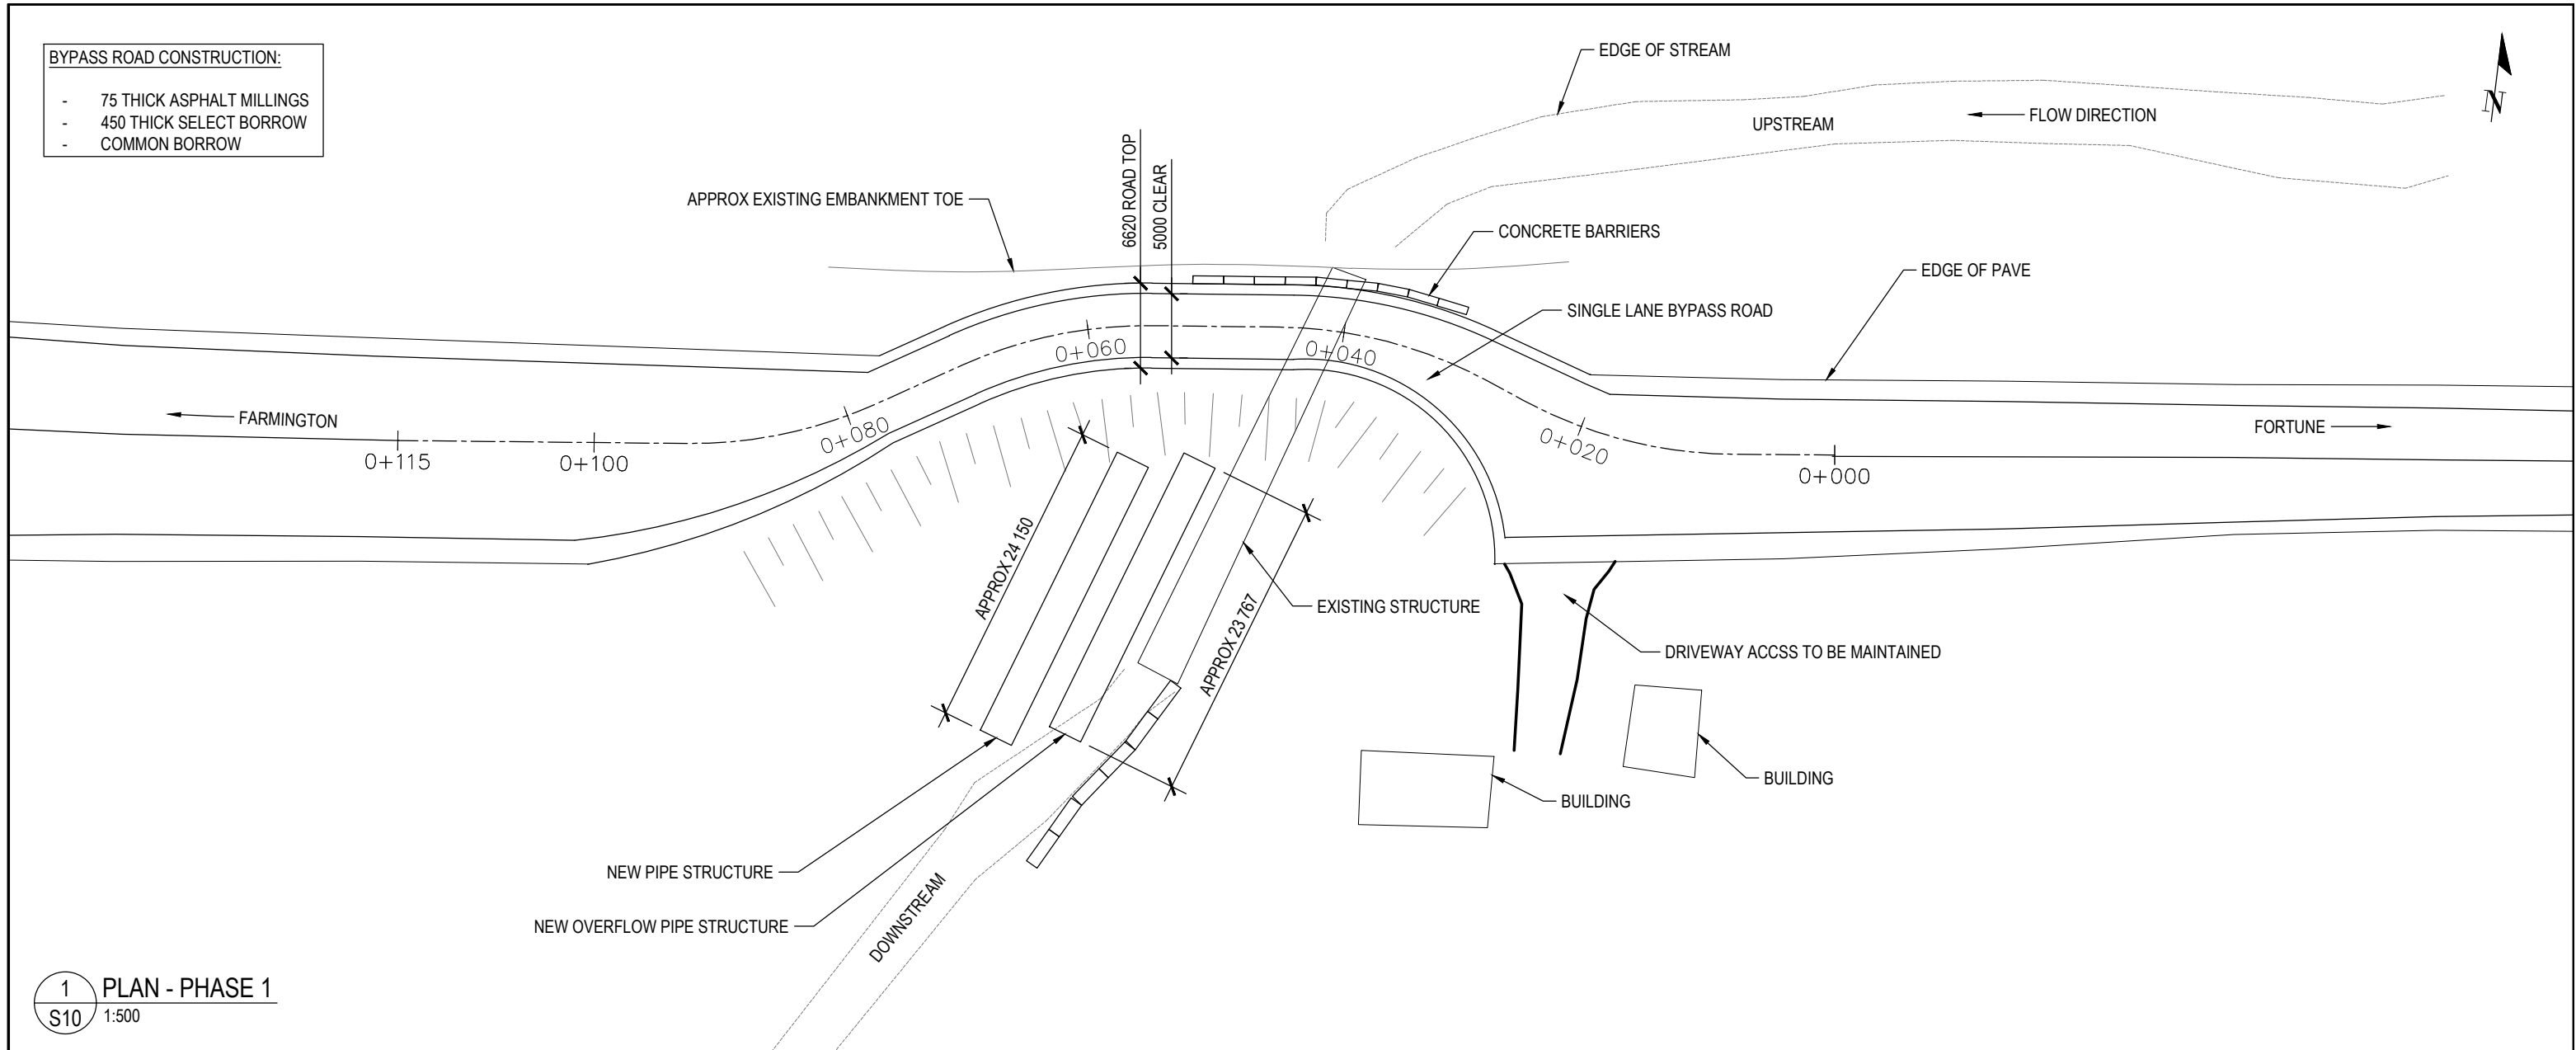 BYPASS ROAD CONSTRUCTION:
- 75 THICK ASPHALT MILLINGS
- 450 THICK SELECT BORROW
- COMMON BORROW
EDGE OF STREAM
N
UPSTREAM
FLOW DIRECTION
6620 ROAD TOP
5000 CLEAR
APPROX EXISTING EMBANKMENT TOE
CONCRETE BARRIERS
EDGE OF PAVE
SINGLE LANE BYPASS ROAD
0+060
0+040
FARMINGTON
0+080
0+020
FORTUNE
0+115
0+100
0+000
APPROX 24 150
APPROX 23 767
EXISTING STRUCTURE
DRIVEWAY ACCSS TO BE MAINTAINED
BUILDING
BUILDING
NEW PIPE STRUCTURE
NEW OVERFLOW PIPE STRUCTURE
DOWNSTREAM
1
S10
PLAN - PHASE 1
1:500